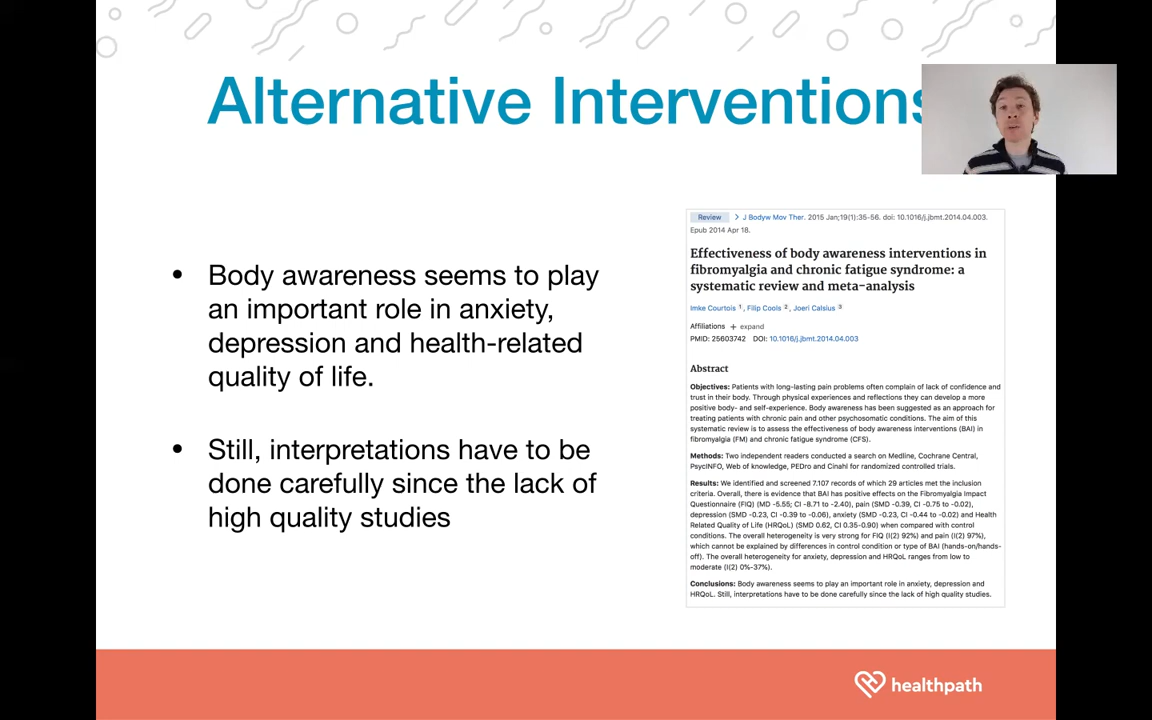 Alternative Interventions
• Body awareness seems to play
an important role in anxiety,
depression and health-related
quality of life.
• Still, interpretations have to be
done carefully since the lack of
high quality studies
Review > J Bodyw Mov Ther. 2015 Jan;19(1):35-56. doi: 10.1016/j.jbmt.2014.04.003.
Epub 2014 Apr 18.
Effectiveness of body awareness interventions in
fibromyalgia and chronic fatigue syndrome: a
systematic review and meta-analysis
Imke Courtois 1, Filip Cools 2, Joeri Calsius 3
Affiliations + expand
PMID: 25603742 DOI: 10.1016/j.jbmt.2014.04.003
Abstract
Objectives: Patients with long-lasting pain problems often complain of lack of confidence and
trust in their body. Through physical experiences and reflections they can develop a more
positive body- and self-experience. Body awareness has been suggested as an approach for
treating patients with chronic pain and other psychosomatic conditions. The aim of this
systematic review is to assess the effectiveness of body awareness interventions (BAI) in
fibromyalgia (FM) and chronic fatigue syndrome (CFS).
Methods: Two independent readers conducted a search on Medline, Cochrane Central,
PsycINFO, Web of knowledge, PEDro and Cinahl for randomized controlled trials.
Results: We identified and screened 7.107 records of which 29 articles met the inclusion
criteria. Overall, there is evidence that BAI has positive effects on the Fibromyalgia Impact
Questionnaire (FIQ) (MD -5.55; CI -8.71 to -2.40), pain (SMD -0.39, CI -0.75 to -0.02),
depression (SMD -0.23, CI -0.39 to -0.06), anxiety (SMD -0.23, CI -0.44 to -0.02) and Health
Related Quality of Life (HRQoL) (SMD 0.62, CI 0.35-0.90) when compared with control
conditions. The overall heterogeneity is very strong for FIQ (I(2) 92%) and pain (I(2) 97%),
which cannot be explained by differences in control condition or type of BAI (hands-on/hands-
off). The overall heterogeneity for anxiety, depression and HRQoL ranges from low to
moderate (I(2) 0%-37%).
Conclusions: Body awareness seems to play an important role in anxiety, depression and
HRQoL. Still, interpretations have to be done carefully since the lack of high quality studies.
healthpath